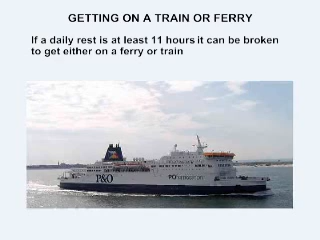 GETTING ON A TRAIN OR FERRY
If a daily rest is at least 11 hours it can be broken
to get either on a ferry or train
P&O